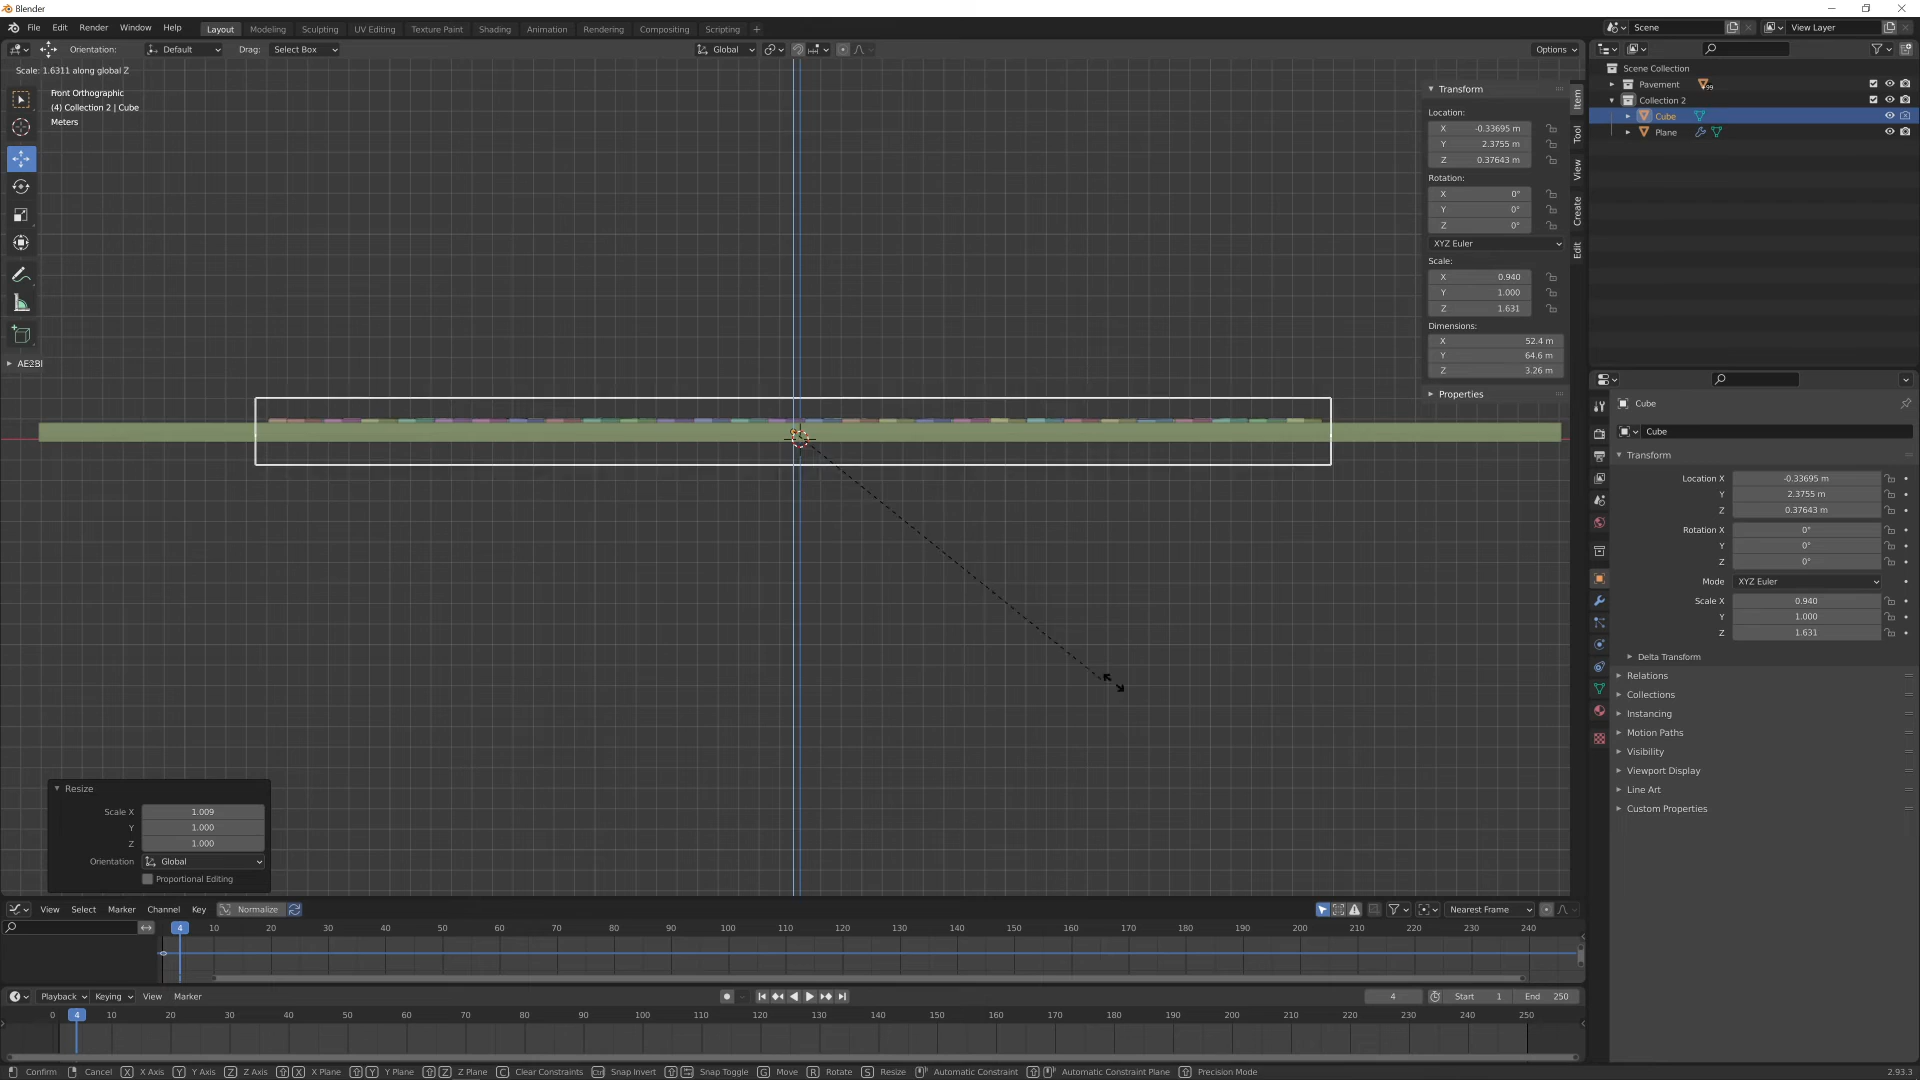 Blender
File Edit Render Window Help Layout Modeling Sculpting UV Editing Texture Paint Shading Animation Rendering Compositing Scripting + Scene View Layer
Orientation: Default Drag: Select Box Global Options
Scale: 1.6311 along global Z
Front Orthographic
(4) Collection 2 | Cube
Meters
Transform
Location:
X -0.33695 m
Y 2.3755 m
Z 0.37643 m
Rotation:
X 0°
Y 0°
Z 0°
XYZ Euler
Scale:
X 0.940
Y 1.000
Z 1.631
Dimensions:
X 52.4 m
Y 64.6 m
Z 3.26 m
Properties
Item
Tool
View
Create
Edit
Scene Collection
Pavement 99
Collection 2
Cube
Plane
AE2Bl
Cube
Cube
Transform
Location X -0.33695 m
Y 2.3755 m
Z 0.37643 m
Rotation X 0°
Y 0°
Z 0°
Mode XYZ Euler
Scale X 0.940
Y 1.000
Z 1.631
Delta Transform
Relations
Collections
Instancing
Motion Paths
Visibility
Viewport Display
Line Art
Custom Properties
Resize
Scale X 1.009
Y 1.000
Z 1.000
Orientation Global
Proportional Editing
View Select Marker Channel Key Normalize Nearest Frame
4 10 20 30 40 50 60 70 80 90 100 110 120 130 140 150 160 170 180 190 200 210 220 230 240
Playback Keying View Marker 4 Start 1 End 250
0 4 10 20 30 40 50 60 70 80 90 100 110 120 130 140 150 160 170 180 190 200 210 220 230 240 250
Confirm Cancel X X Axis Y Y Axis Z Z Axis X X Plane Y Y Plane Z Z Plane C Clear Constraints Ctrl Snap Invert Snap Toggle G Move R Rotate S Resize Automatic Constraint Automatic Constraint Plane Precision Mode 2.93.3